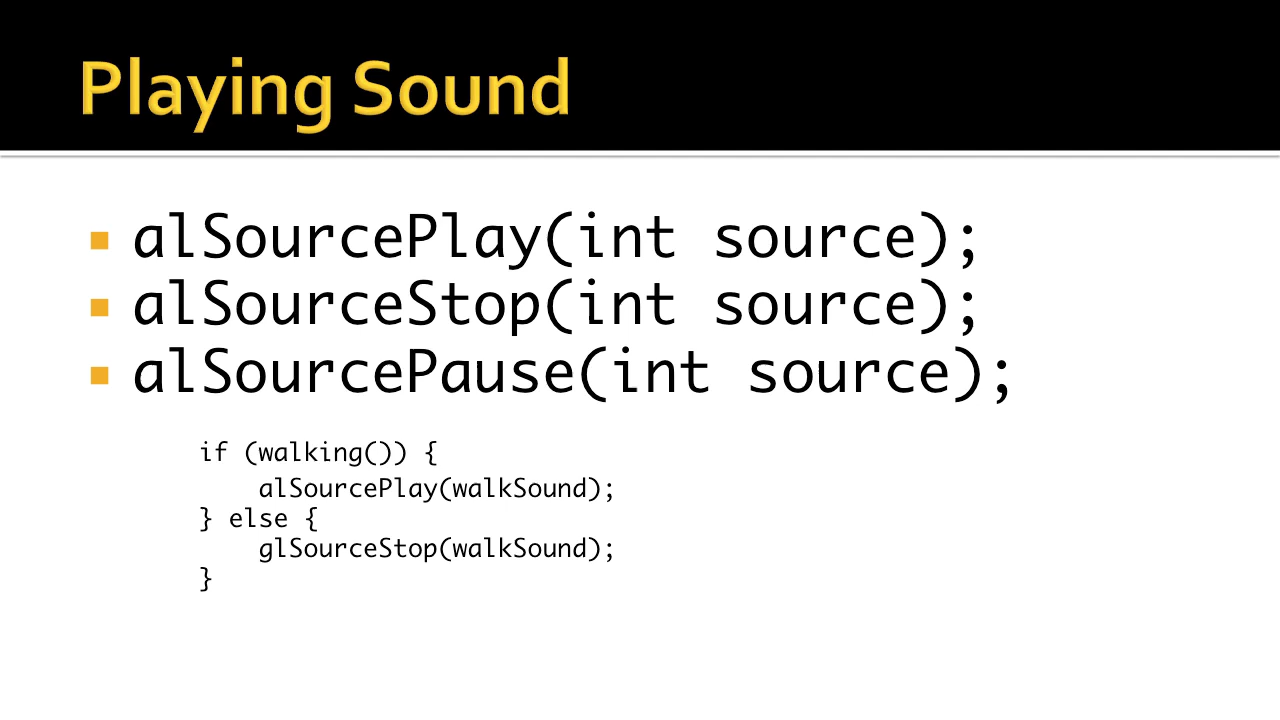 Playing Sound
alSourcePlay(int source);
alSourceStop(int source);
alSourcePause(int source);
if (walking()) {
    alSourcePlay(walkSound);
} else {
    glSourceStop(walkSound);
}